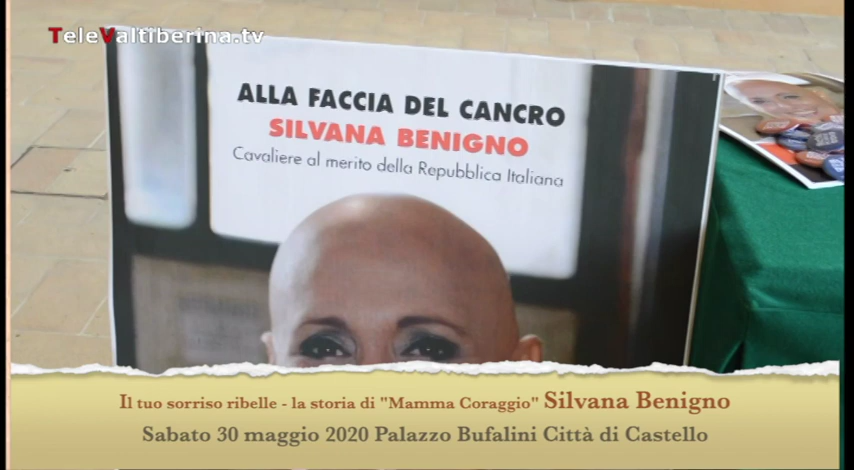 TeleValtiberina.tv
ALLA FACCIA DEL CANCRO
SILVANA BENIGNO
Cavaliere al merito della Repubblica Italiana
Il tuo sorriso ribelle - la storia di "Mamma Coraggio" Silvana Benigno
Sabato 30 maggio 2020 Palazzo Bufalini Città di Castello